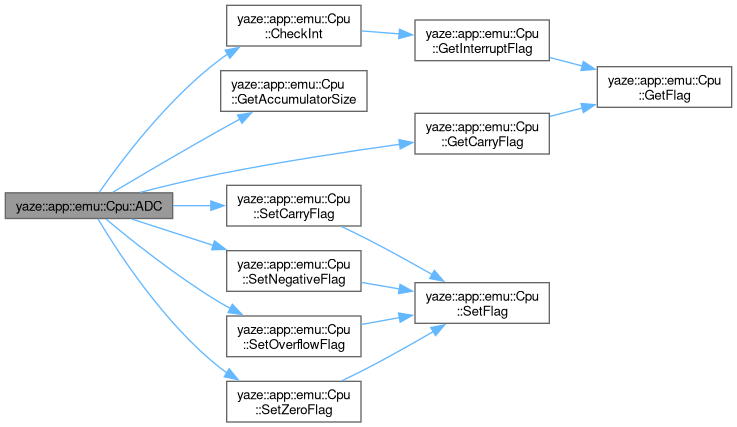 yaze::app::emu::Cpu::ADC
yaze::app::emu::Cpu
::CheckInt
yaze::app::emu::Cpu
::GetAccumulatorSize
yaze::app::emu::Cpu
::GetCarryFlag
yaze::app::emu::Cpu
::SetCarryFlag
yaze::app::emu::Cpu
::SetNegativeFlag
yaze::app::emu::Cpu
::SetOverflowFlag
yaze::app::emu::Cpu
::SetZeroFlag
yaze::app::emu::Cpu
::GetInterruptFlag
yaze::app::emu::Cpu
::GetFlag
yaze::app::emu::Cpu
::SetFlag